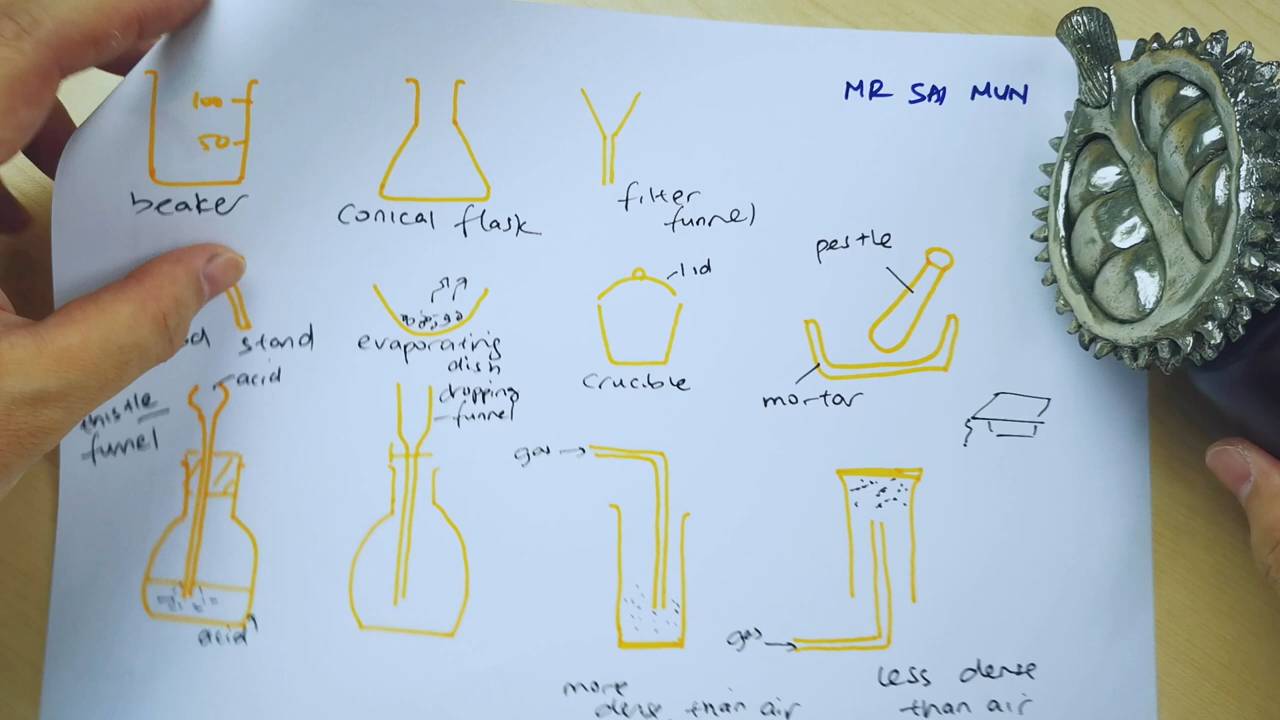 MR SAI MUN
100
50
beaker
conical flask
filter
funnel
stand
evaporating
dish
lid
crucible
pestle
mortar
thistle
funnel
acid
acid
dropping
funnel
gas
more
dense than air
gas
less dense
than air